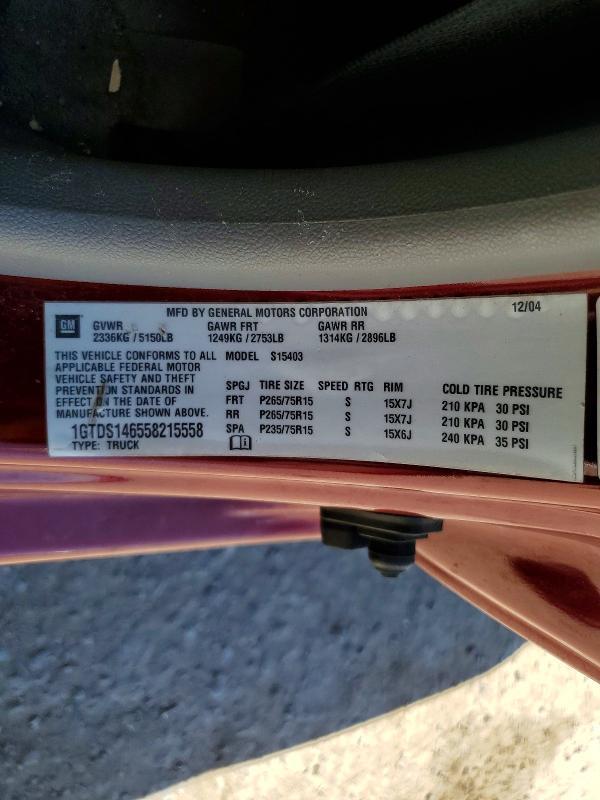 MFD BY GENERAL MOTORS CORPORATION 12/04
GM
GVWR GAWR FRT GAWR RR
2336KG / 5150LB 1249KG / 2753LB 1314KG / 2896LB
THIS VEHICLE CONFORMS TO ALL MODEL S15403
APPLICABLE FEDERAL MOTOR
VEHICLE SAFETY AND THEFT
PREVENTION STANDARDS IN
EFFECT ON THE DATE OF
MANUFACTURE SHOWN ABOVE.
1GTDS146558215558
TYPE: TRUCK
SPGJ TIRE SIZE SPEED RTG RIM COLD TIRE PRESSURE
FRT P265/75R15 S 15X7J 210 KPA 30 PSI
RR P265/75R15 S 15X7J 210 KPA 30 PSI
SPA P235/75R15 S 15X6J 240 KPA 35 PSI